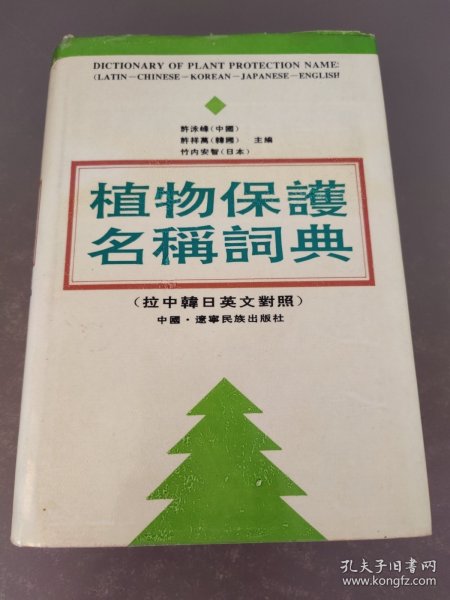 DICTIONARY OF PLANT PROTECTION NAME:
(LATIN—CHINESE—KOREAN—JAPANESE—ENGLISH
許泳峰(中國)
許祥萬(韓國) 主編
竹内安智(日本)
植物保護
名稱詞典
(拉中韓日英文對照)
中國·遼寧民族出版社
孔夫子旧书网
www.kongfz.com